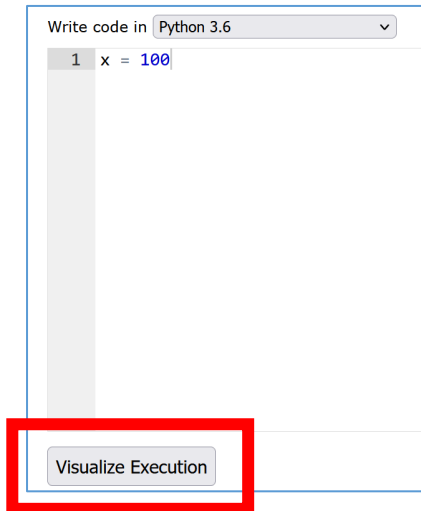 Write code in Python 3.6
1 x = 100
Visualize Execution